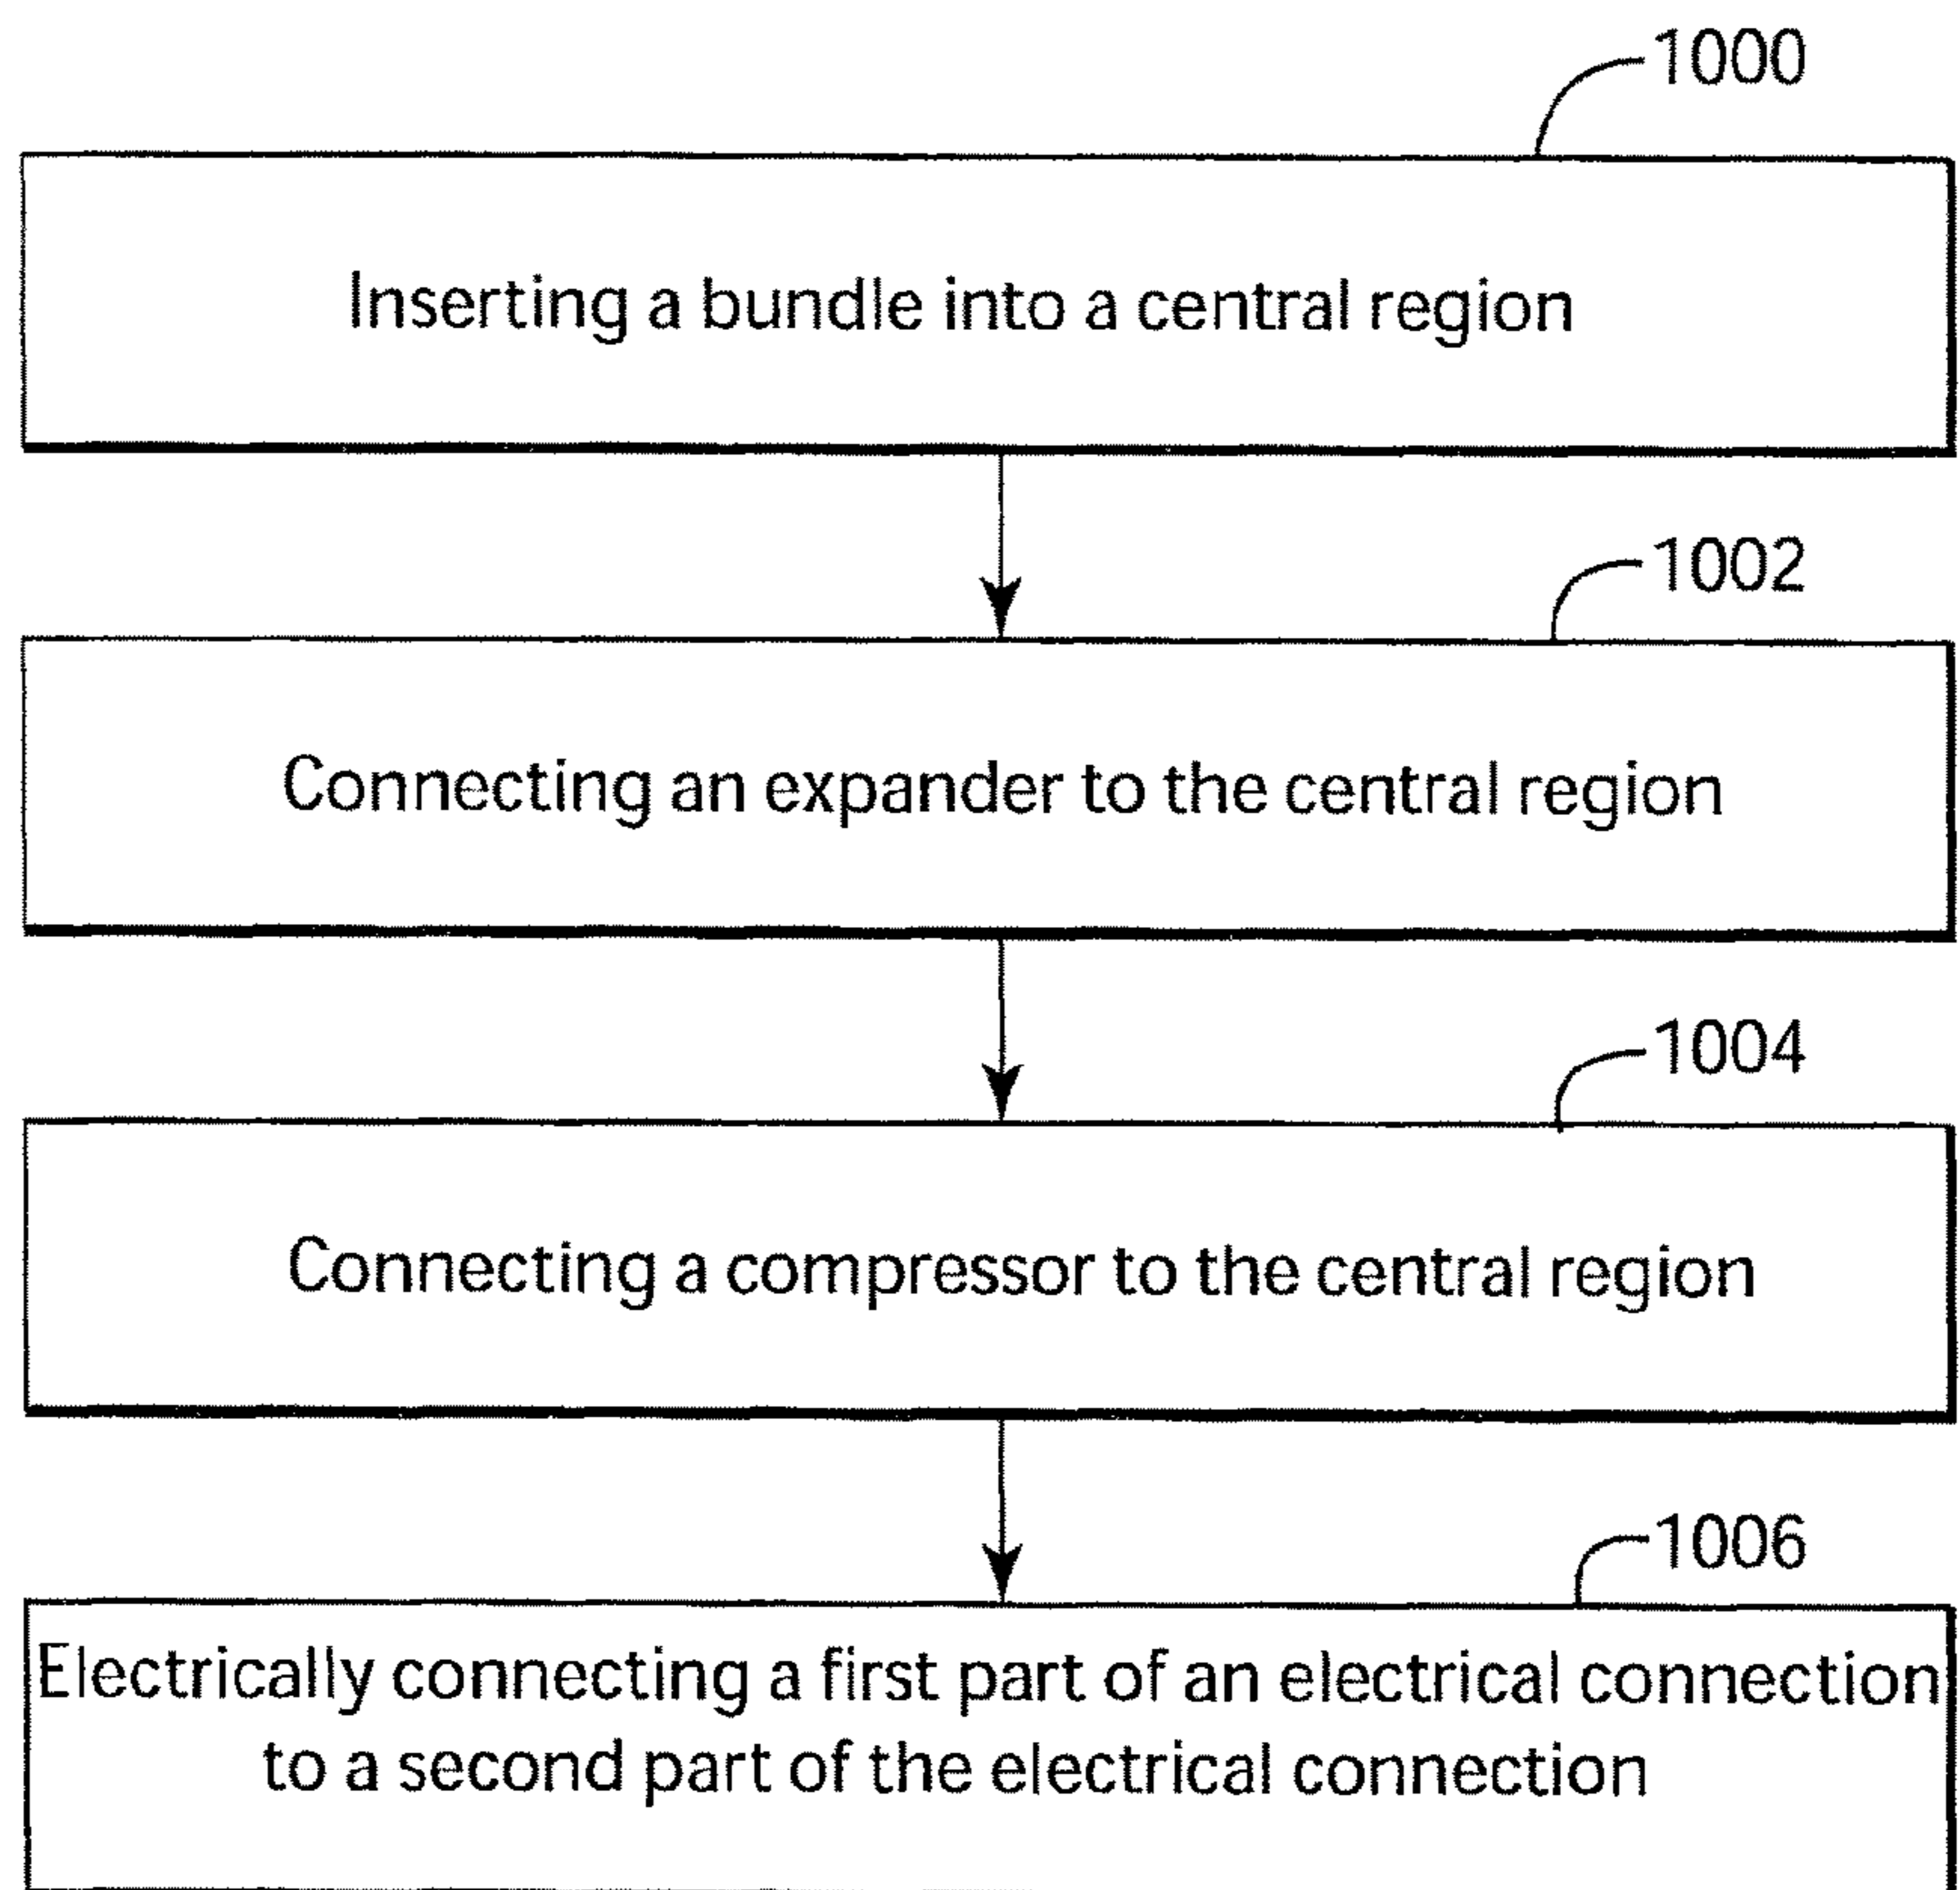 1000
Inserting a bundle into a central region
1002
Connecting an expander to the central region
1004
Connecting a compressor to the central region
1006
Electrically connecting a first part of an electrical connection
to a second part of the electrical connection